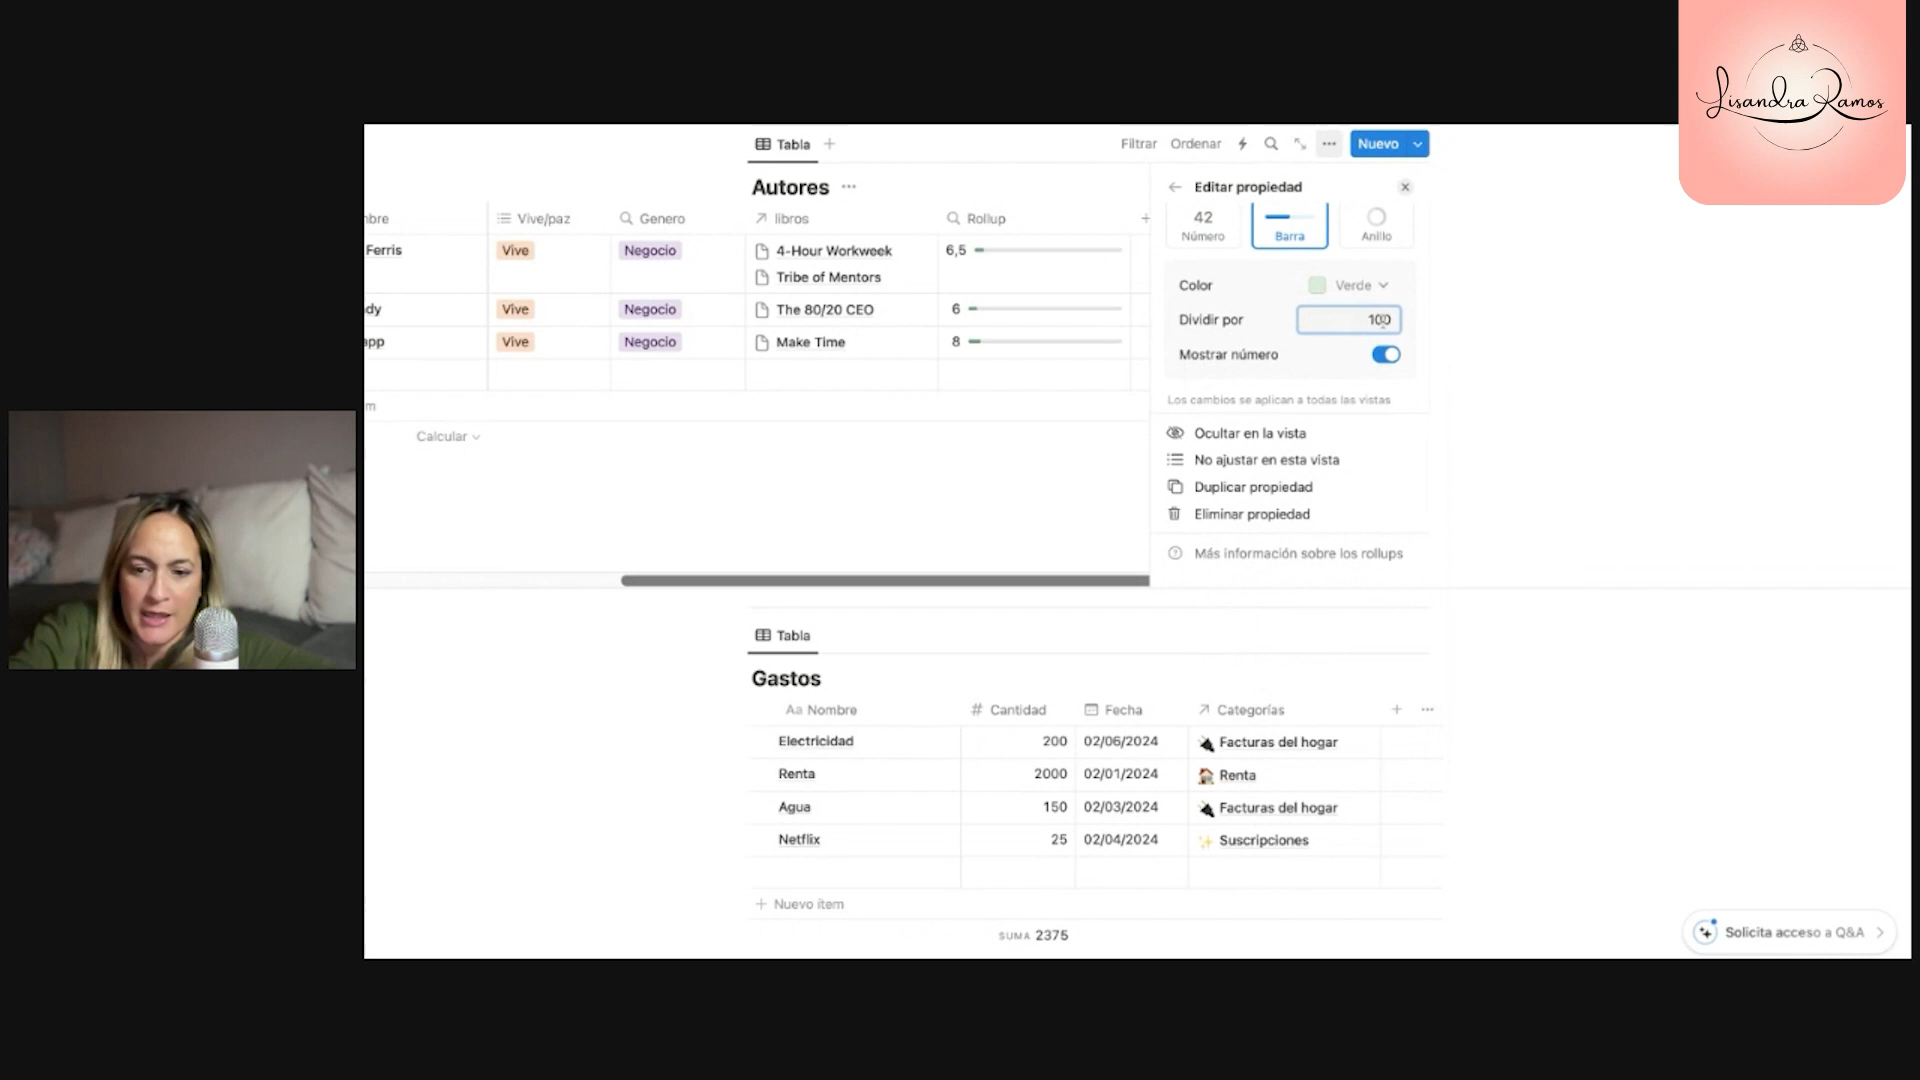 Lisandra Ramos
Tabla
Filtrar Ordenar Nuevo
Autores
Editar propiedad
nbre Vive/paz Genero libros Rollup
42 Número Barra Anillo
Ferris Vive Negocio 4-Hour Workweek 6,5
Tribe of Mentors
dy Vive Negocio The 80/20 CEO 6
app Vive Negocio Make Time 8
Color Verde
Dividir por 100
Mostrar número
Los cambios se aplican a todas las vistas
m
Calcular
Ocultar en la vista
No ajustar en esta vista
Duplicar propiedad
Eliminar propiedad
Más información sobre los rollups
Tabla
Gastos
Aa Nombre # Cantidad Fecha Categorías
Electricidad 200 02/06/2024 Facturas del hogar
Renta 2000 02/01/2024 Renta
Agua 150 02/03/2024 Facturas del hogar
Netflix 25 02/04/2024 Suscripciones
Nuevo ítem
SUMA 2375
Solicita acceso a Q&A